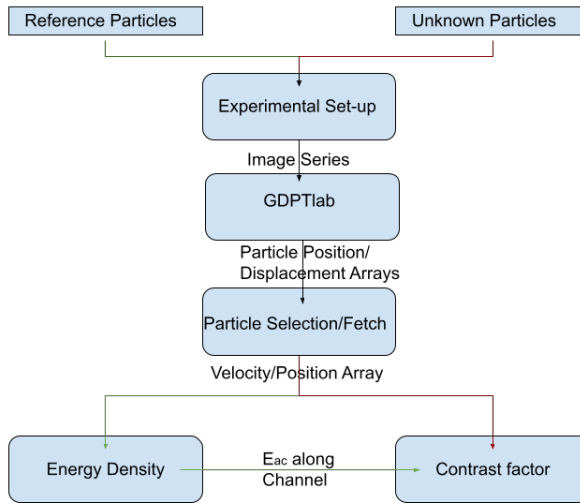 Reference Particles
Unknown Particles
Experimental Set-up
Image Series
GDPTlab
Particle Position/
Displacement Arrays
Particle Selection/Fetch
Velocity/Position Array
Energy Density
Eac along
Channel
Contrast factor